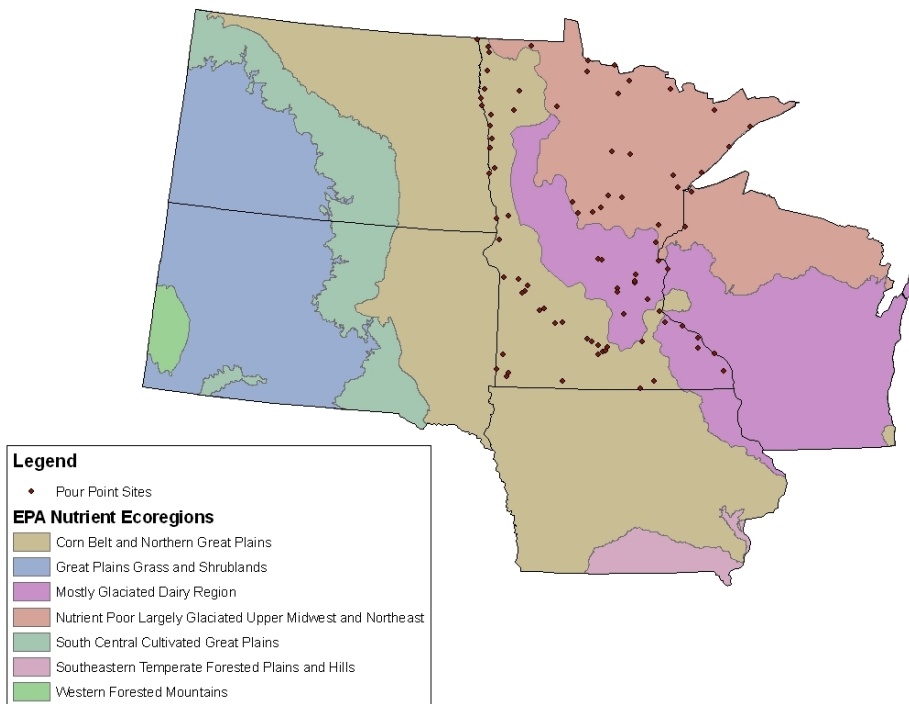 Legend
Pour Point Sites
EPA Nutrient Ecoregions
Corn Belt and Northern Great Plains
Great Plains Grass and Shrublands
Mostly Glaciated Dairy Region
Nutrient Poor Largely Glaciated Upper Midwest and Northeast
South Central Cultivated Great Plains
Southeastern Temperate Forested Plains and Hills
Western Forested Mountains